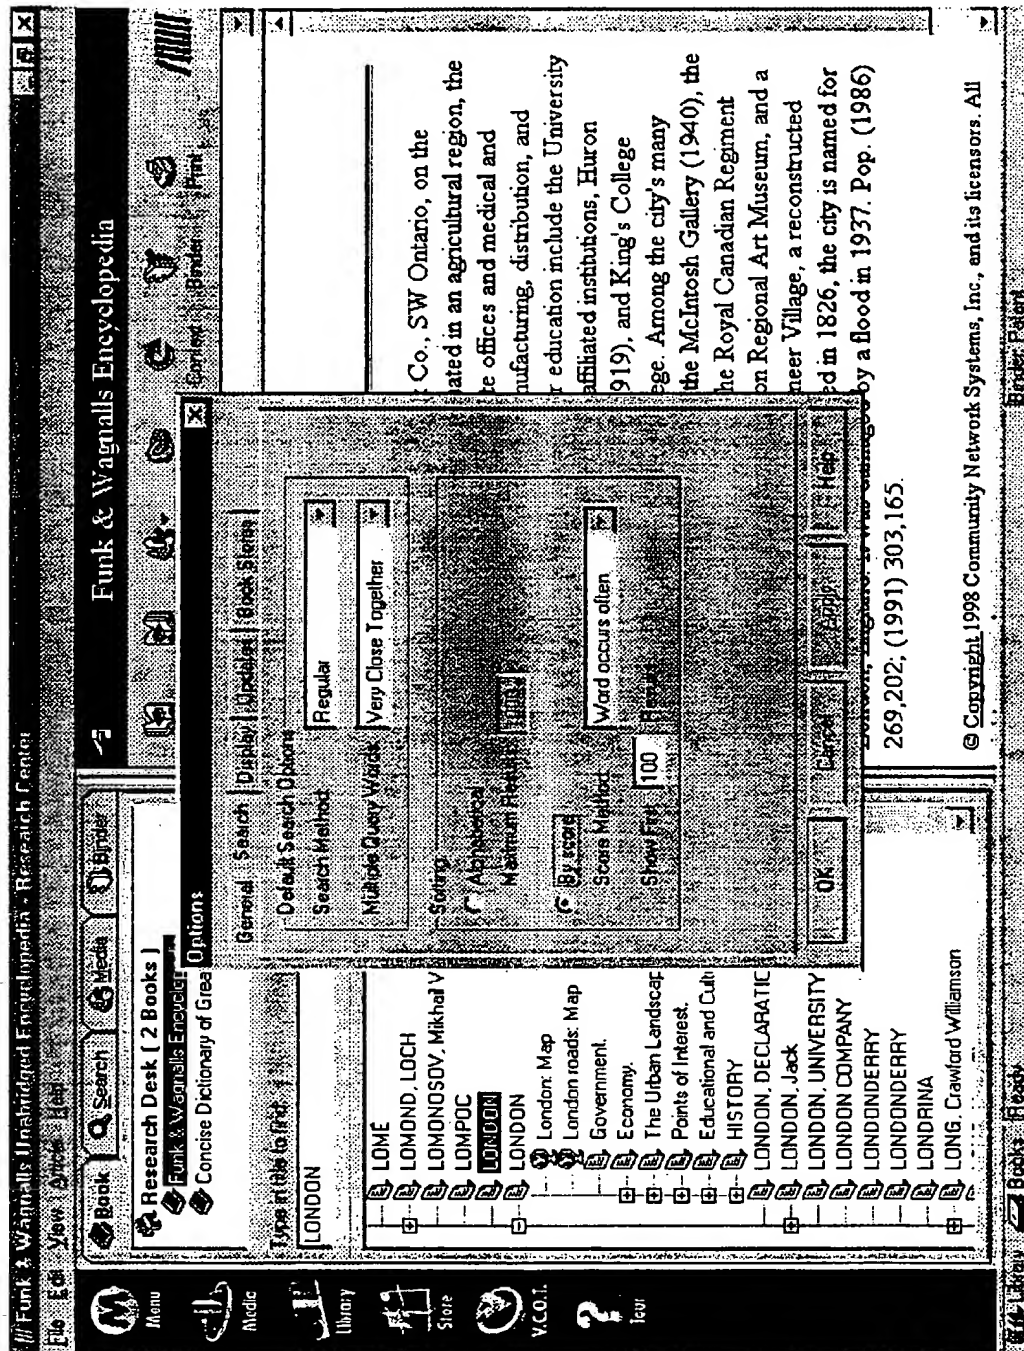 Funk & Wagnalls Unabridged Encyclopedia - Research Center
File Edit View Article Help
Menu
Medic
Library
Store
V.C.O.T.
Tour
Book
Search
Media
Binder
Research Desk [ 2 Books ]
Funk & Wagnalls Encyclo
Concise Dictionary of Grea
Type in title to find:
LONDON
LOMÉ
LOMOND, LOCH
LOMONOSOV, Mikhail V
LOMPOC
LONDON
LONDON
London: Map
London roads: Map
Government.
Economy.
The Urban Landscap
Points of Interest.
Educational and Cult
HISTORY
LONDON, DECLARATIC
LONDON, Jack
LONDON, UNIVERSITY
LONDON COMPANY
LONDONDERRY
LONDONDERRY
LONDRINA
LONG, Crawford Williamson
Funk & Wagnalls Encyclopedia
Context Binder Print
Co., SW Ontario, on the
ated in an agricultural region, the
ce offices and medical and
nufacturing, distribution, and
r education include the University
affiliated institutions, Huron
919), and King's College
ege. Among the city's many
the McIntosh Gallery (1940), the
he Royal Canadian Regiment
on Regional Art Museum, and a
neer Village, a reconstructed
ed in 1826, the city is named for
by a flood in 1937. Pop. (1986)
269,202; (1991) 303,165.
© Copyright 1998 Community Network Systems, Inc., and its licensors. All
Options
General Search Display Updates Book Store
Default Search Options
Search Method
Regular
Multiple Query Words
Very Close Together
Sorting
Alphabetical
Maximum Results
By score
Score Method
Word occurs often
Show First 100 Results
OK Cancel Apply Help
Library Books Ready
Binder: Patent